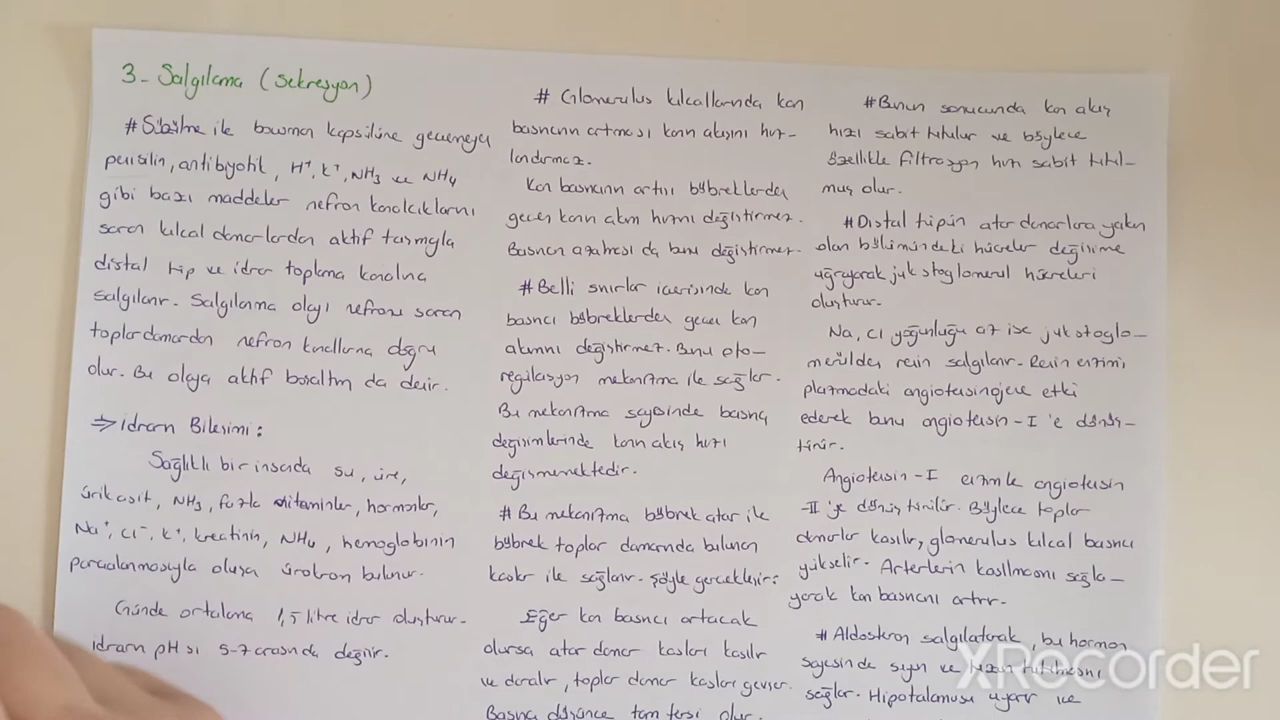 3- Salgılama (Sekresyon)
# Süzülme ile bowman kapsülüne geçemeyen
penisilin, antibiyotik, H⁺, K⁺, NH3 ve NH4
gibi bazı maddeler nefron kanalcıklarını
saran kılcal damarlardan aktif taşımayla
distal tüp ve idrar toplama kanalına
salgılanır. Salgılanma olayı nefronu saran
toplardamardan nefron kanallarına doğru
olur. Bu olaya aktif boşaltım da denir.
⇒ İdrarın Bileşimi:
Sağlıklı bir insanda su, üre,
ürik asit, NH3, fazla vitaminler, hormonlar,
Na⁺, Cl⁻, K⁺, kreatinin, NH4, hemoglobinin
parçalanmasıyla oluşan ürobilin bulunur.
Günde ortalama 1,5 litre idrar oluşturur.
idrarın pH sı 5-7 arasında değişir.
# Glomerulus kılcallarında kan
basıncının artması kanın akışını hız-
landırmaz.
Kan basıncının artışı böbreklerden
geçen kanın akım hızını değiştirmez.
Basıncın azalması da bunu değiştirmez.
# Belli sınırlar içerisinde kan
basıncı böbreklerden geçen kan
akımını değiştirmez. Bunu oto-
regülasyon mekanizma ile sağlar.
Bu mekanizma sayesinde basınç
değişimlerinde kanın akış hızı
değişmemektedir.
# Bu mekanizma böbrek atar ile
böbrek toplar damarında bulunan
kaslar ile sağlanır. Şöyle gerçekleşir:
Eğer kan basıncı artacak
olursa atar damar kasları kasılır
ve daralır, toplar damar kasları gevşer.
Basınç düşünce tam tersi olur.
# Bunun sonucunda kan akış
hızı sabit tutulur ve böylece
özellikle filtrasyon hızı sabit tutul-
muş olur.
# Distal tüpün atar damarlara yakın
olan bölümündeki hücreler değişime
uğrayarak jukstaglomerul hücreleri
oluşturur.
Na, Cl yoğunluğu az ise jukstaglo-
merülden renin salgılanır. Renin enzimi,
plazmadaki angiotensinojene etki
ederek bunu angiotensin-I'e dönüş-
türür.
Angiotensin-I enzimle angiotensin
-II'ye dönüştürülür. Böylece toplar
damarlar kasılır, glomerulus kılcal basıncı
yükselir. Arterlerin kasılmasını sağla-
yarak kan basıncını artırır.
# Aldosteron salgılatarak, bu hormon
sayesinde suyun ve tuzun tutulmasını
sağlar. Hipotalamusu uyarır ve
XRecorder